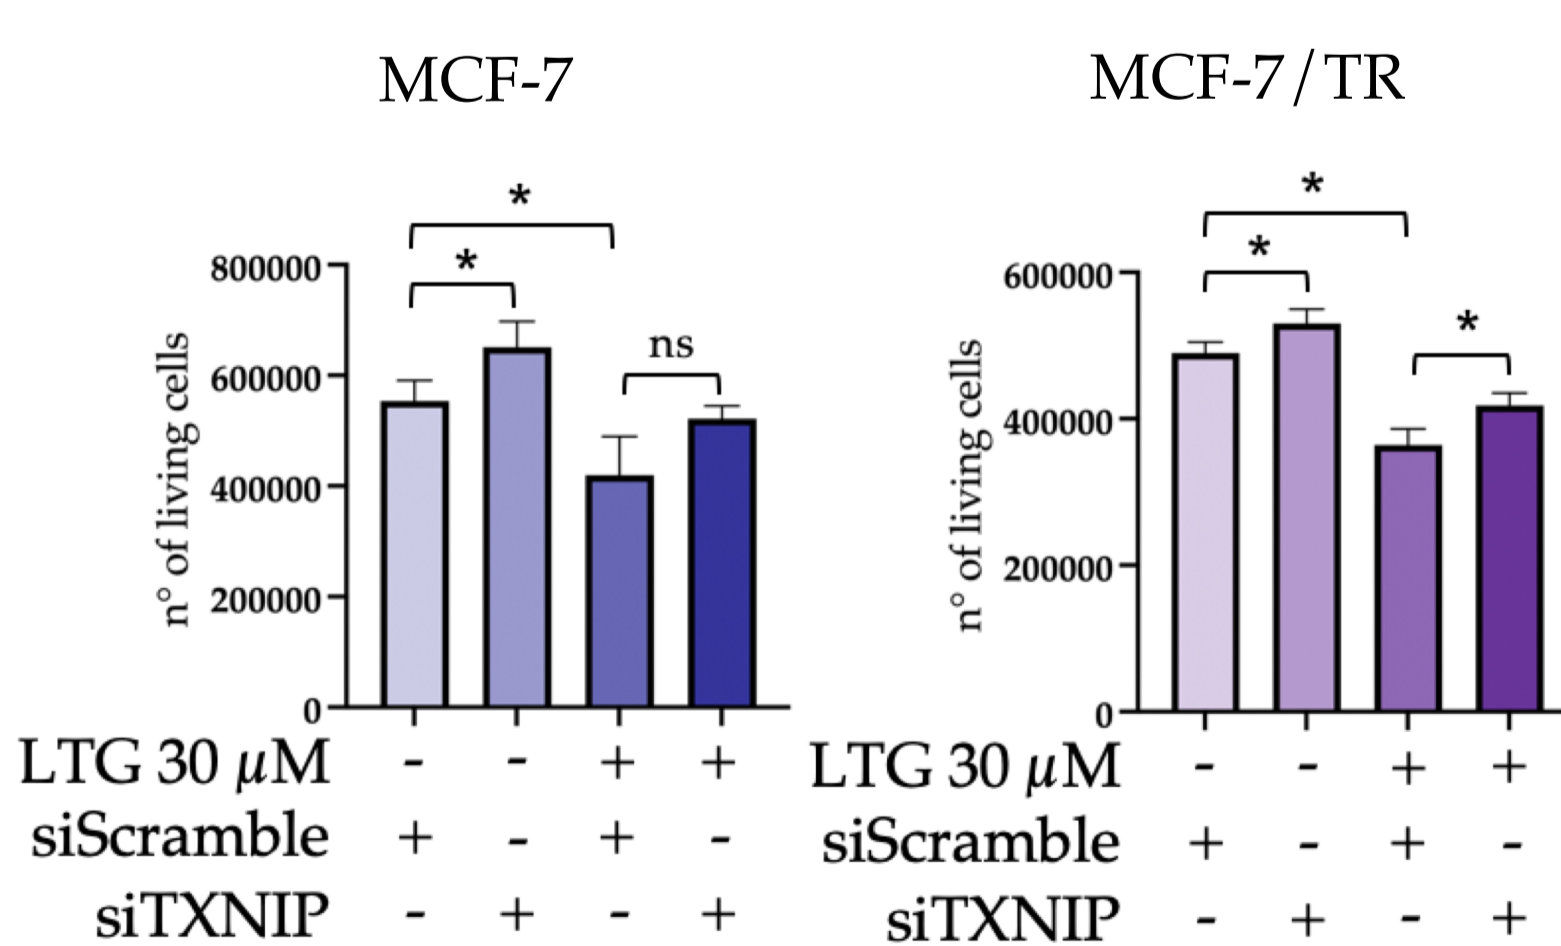 MCF-7
*
*
ns
800000
600000
400000
200000
0
n° of living cells
LTG 30 µM - - + +
siScramble + - + -
siTXNIP - + - +
MCF-7/TR
*
*
*
600000
400000
200000
0
n° of living cells
LTG 30 µM - - + +
siScramble + - + -
siTXNIP - + - +